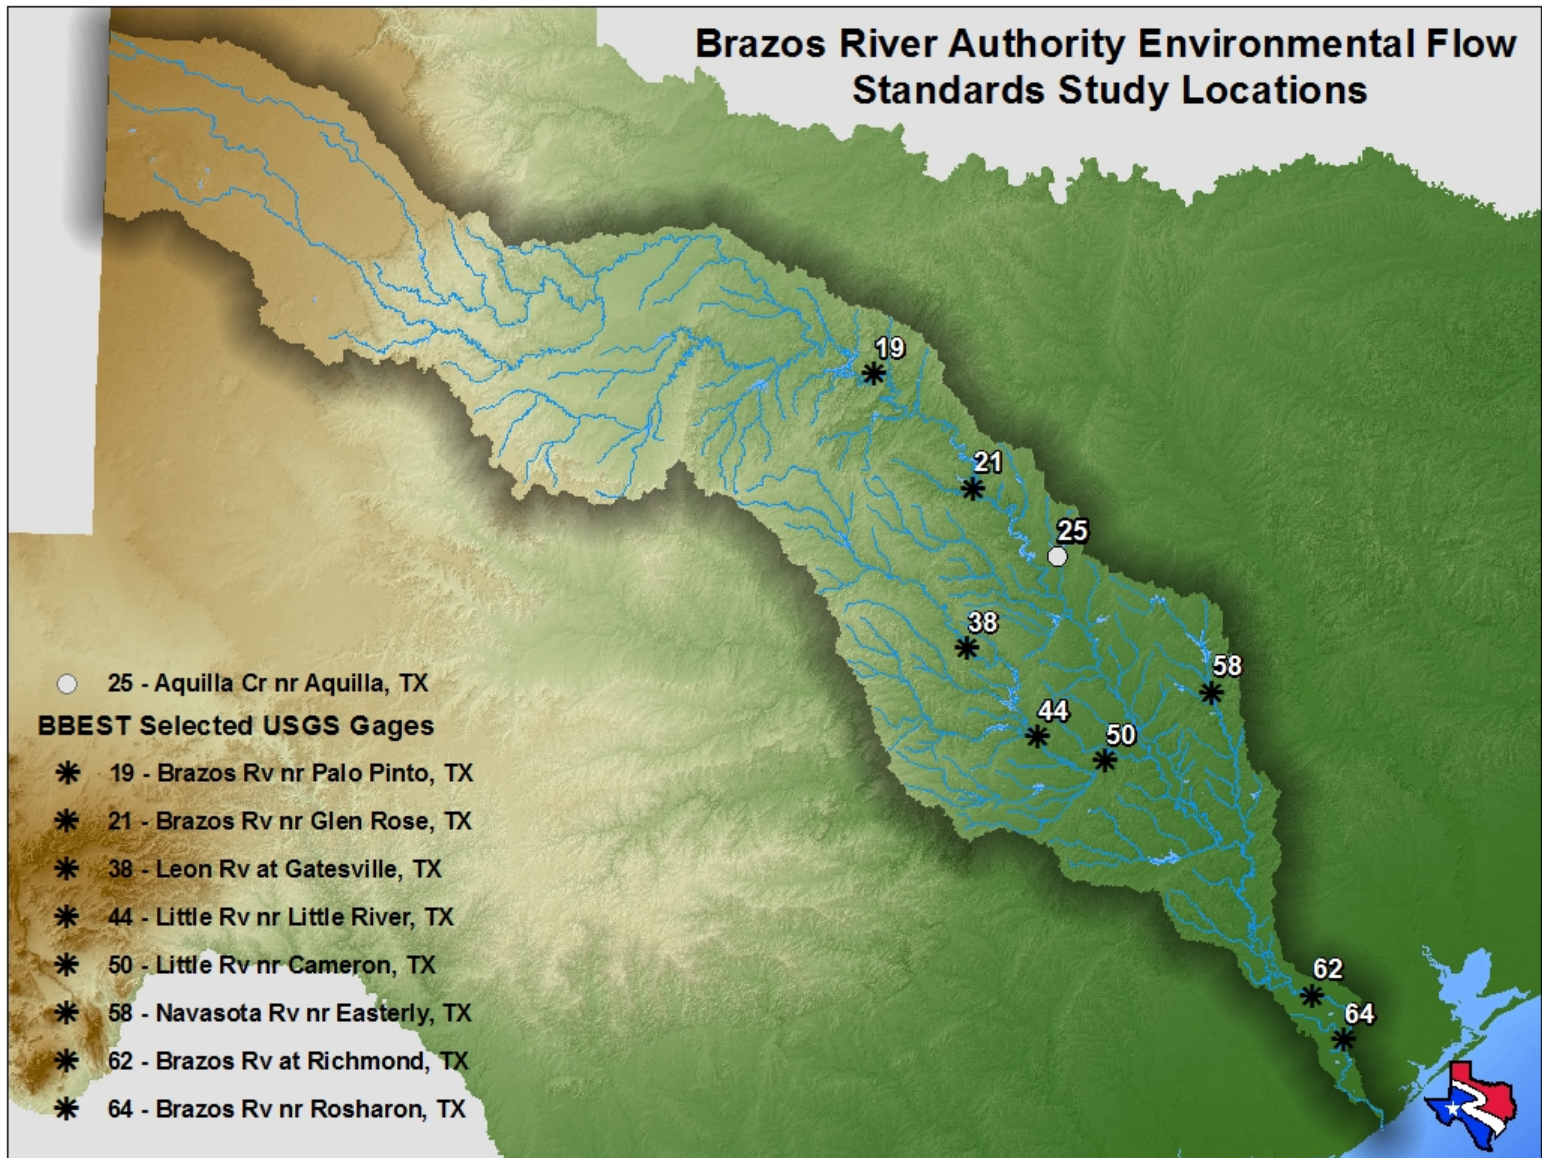 Brazos River Authority Environmental Flow
Standards Study Locations
19
21
25
38
58
44
50
62
64
25 - Aquilla Cr nr Aquilla, TX
BBEST Selected USGS Gages
19 - Brazos Rv nr Palo Pinto, TX
21 - Brazos Rv nr Glen Rose, TX
38 - Leon Rv at Gatesville, TX
44 - Little Rv nr Little River, TX
50 - Little Rv nr Cameron, TX
58 - Navasota Rv nr Easterly, TX
62 - Brazos Rv at Richmond, TX
64 - Brazos Rv nr Rosharon, TX